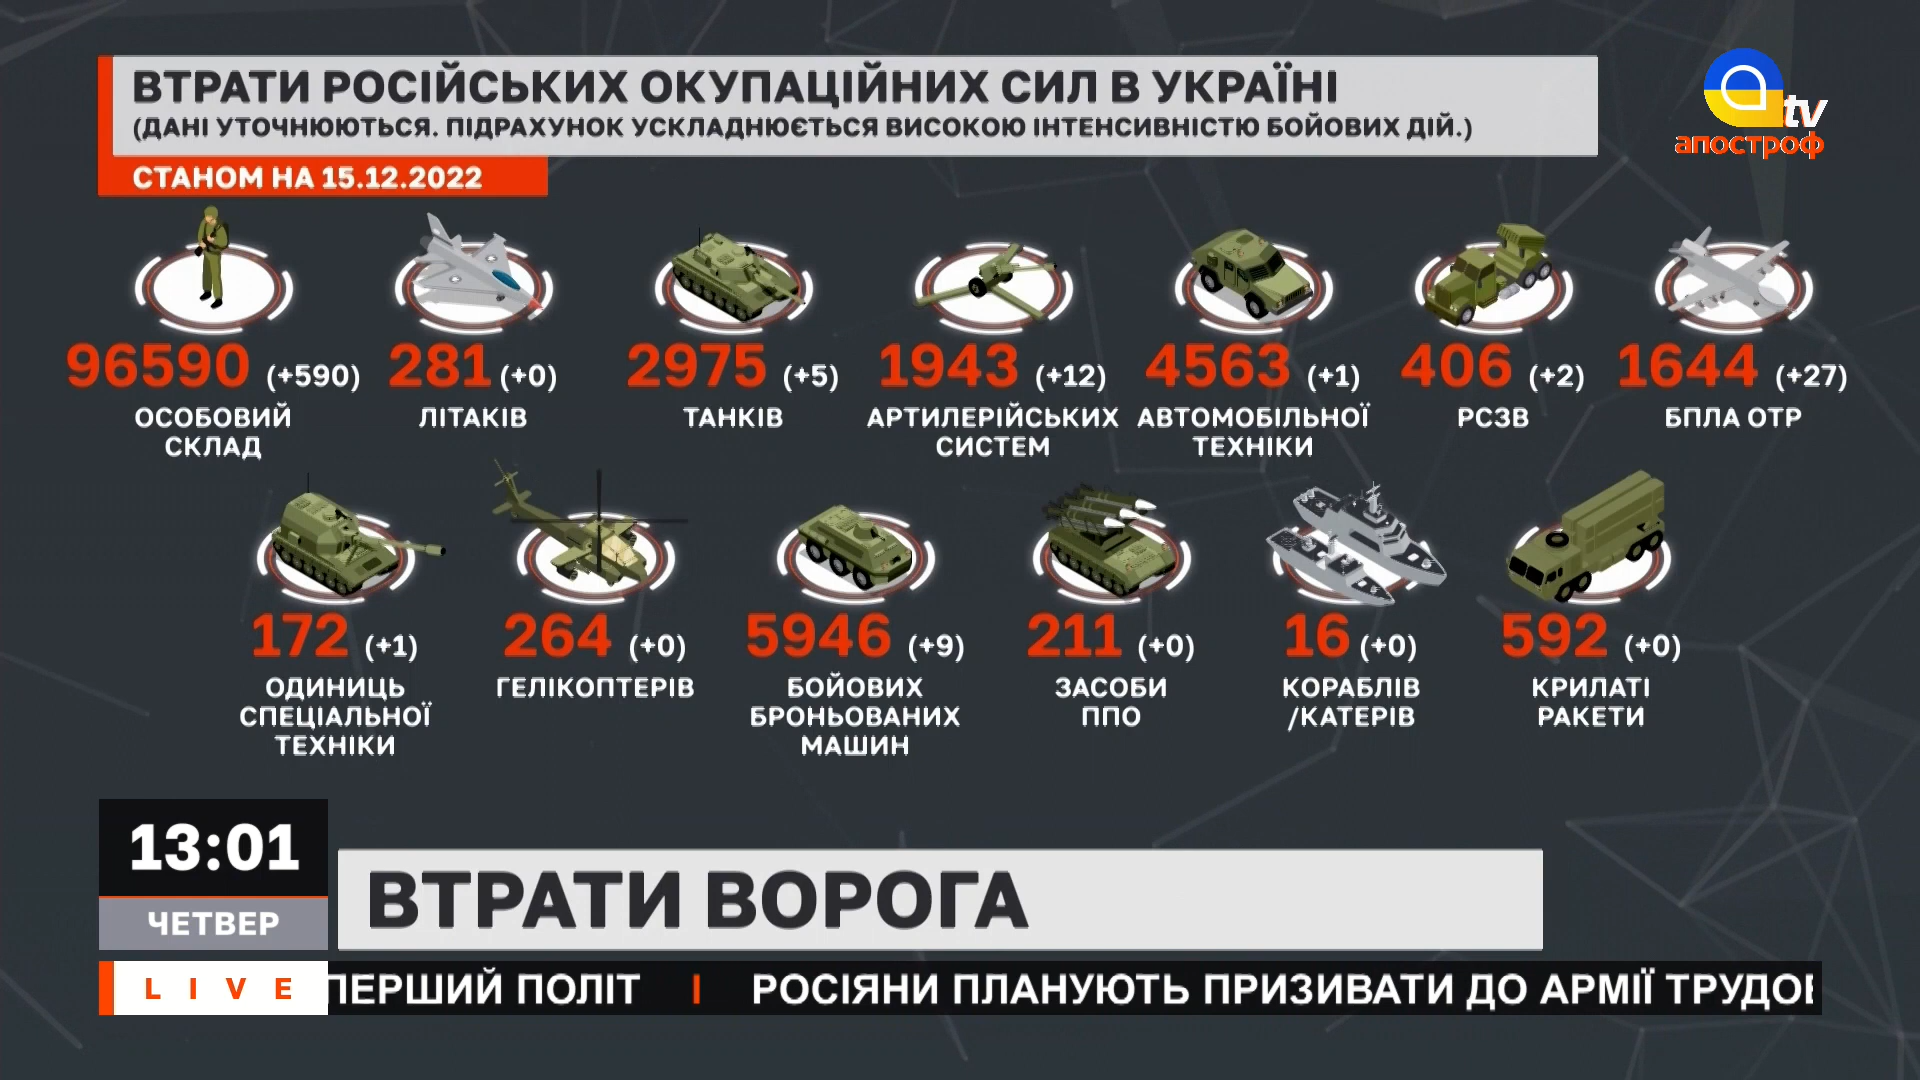 ВТРАТИ РОСІЙСЬКИХ ОКУПАЦІЙНИХ СИЛ В УКРАЇНІ
(ДАНІ УТОЧНЮЮТЬСЯ. ПІДРАХУНОК УСКЛАДНЮЄТЬСЯ ВИСОКОЮ ІНТЕНСИВНІСТЮ БОЙОВИХ ДІЙ.)
СТАНОМ НА 15.12.2022
tv
апостроф
96590 (+590)
ОСОБОВИЙ
СКЛАД
281 (+0)
ЛІТАКІВ
2975 (+5)
ТАНКІВ
1943 (+12)
АРТИЛЕРІЙСЬКИХ
СИСТЕМ
4563 (+1)
АВТОМОБІЛЬНОЇ
ТЕХНІКИ
406 (+2)
РСЗВ
1644 (+27)
БПЛА ОТР
172 (+1)
ОДИНИЦЬ
СПЕЦІАЛЬНОЇ
ТЕХНІКИ
264 (+0)
ГЕЛІКОПТЕРІВ
5946 (+9)
БОЙОВИХ
БРОНЬОВАНИХ
МАШИН
211 (+0)
ЗАСОБИ
ППО
16 (+0)
КОРАБЛІВ
/КАТЕРІВ
592 (+0)
КРИЛАТІ
РАКЕТИ
13:01
ЧЕТВЕР
ВТРАТИ ВОРОГА
LIVE
ПЕРШИЙ ПОЛІТ | РОСІЯНИ ПЛАНУЮТЬ ПРИЗИВАТИ ДО АРМІЇ ТРУДО